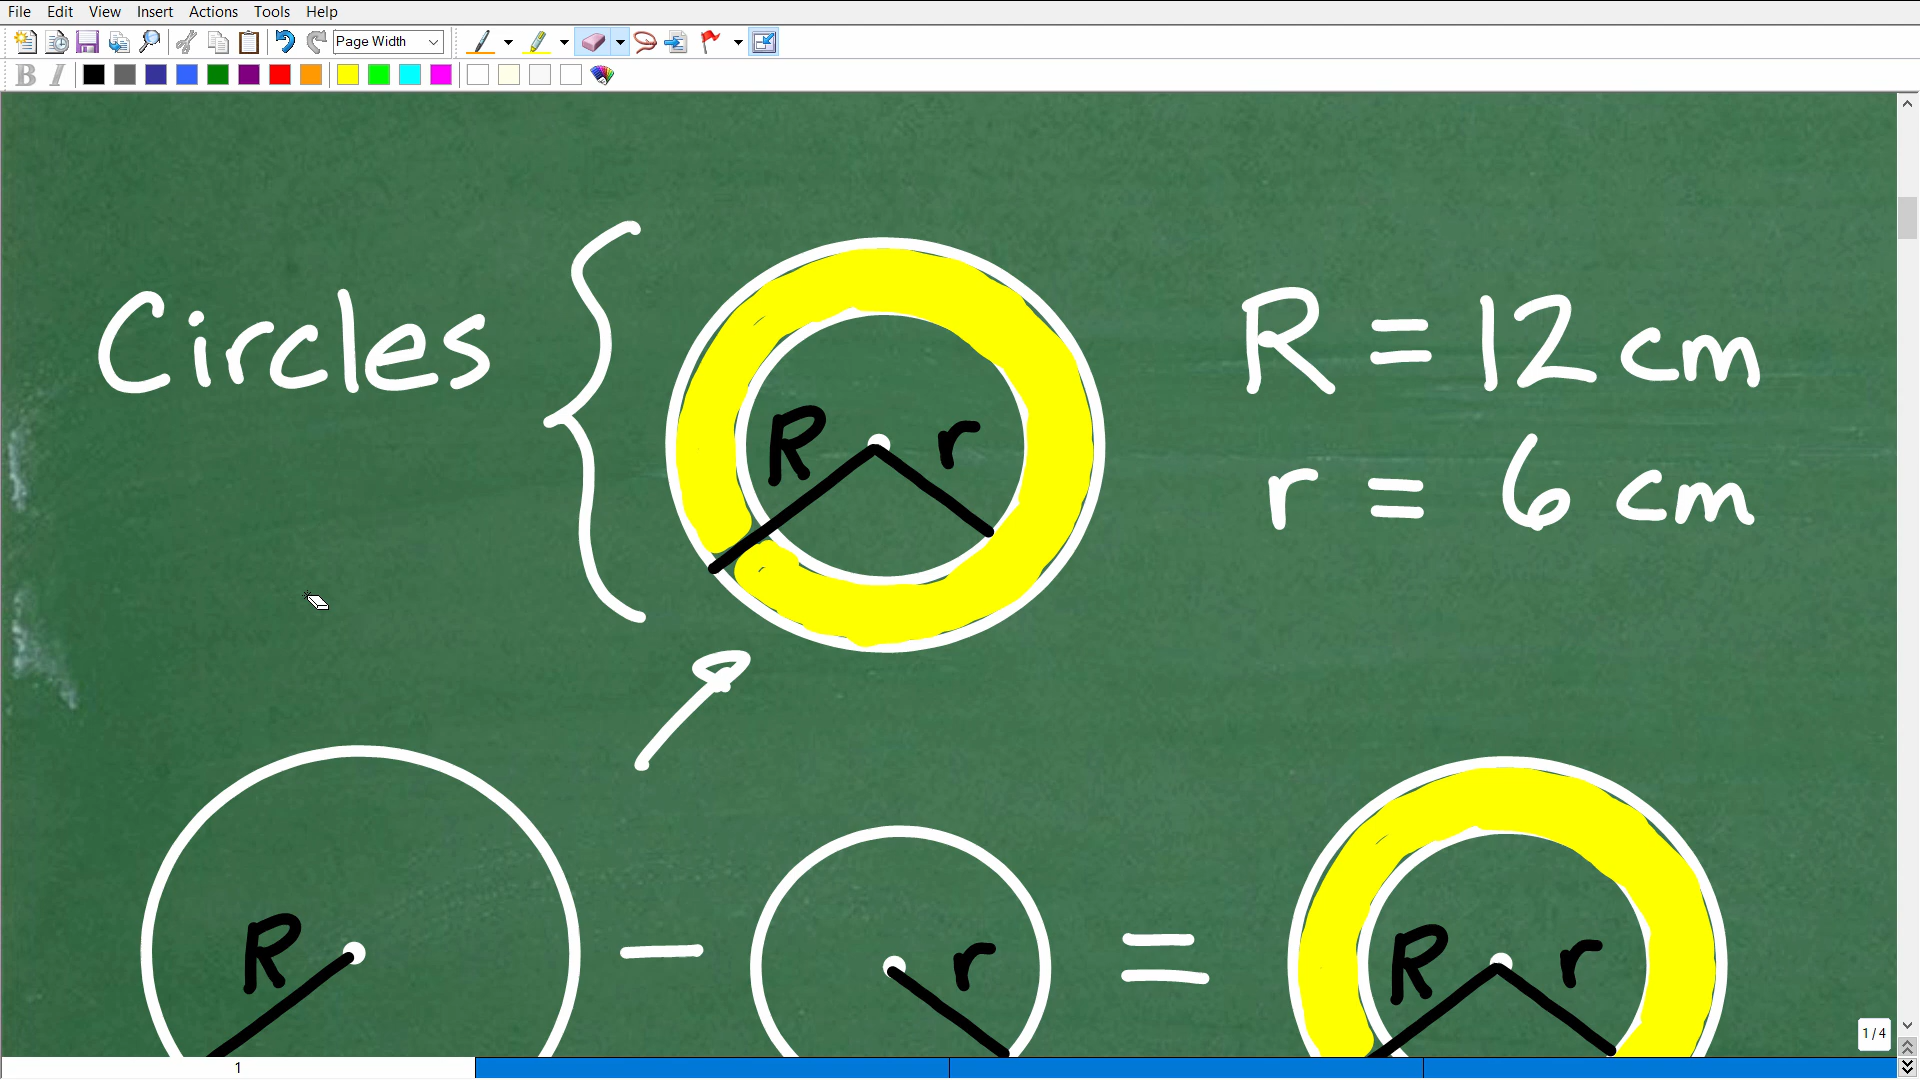 File Edit View Insert Actions Tools Help
Page Width
B I
Circles
R r
R = 12 cm
r = 6 cm
R - r = R r
1 / 4
1